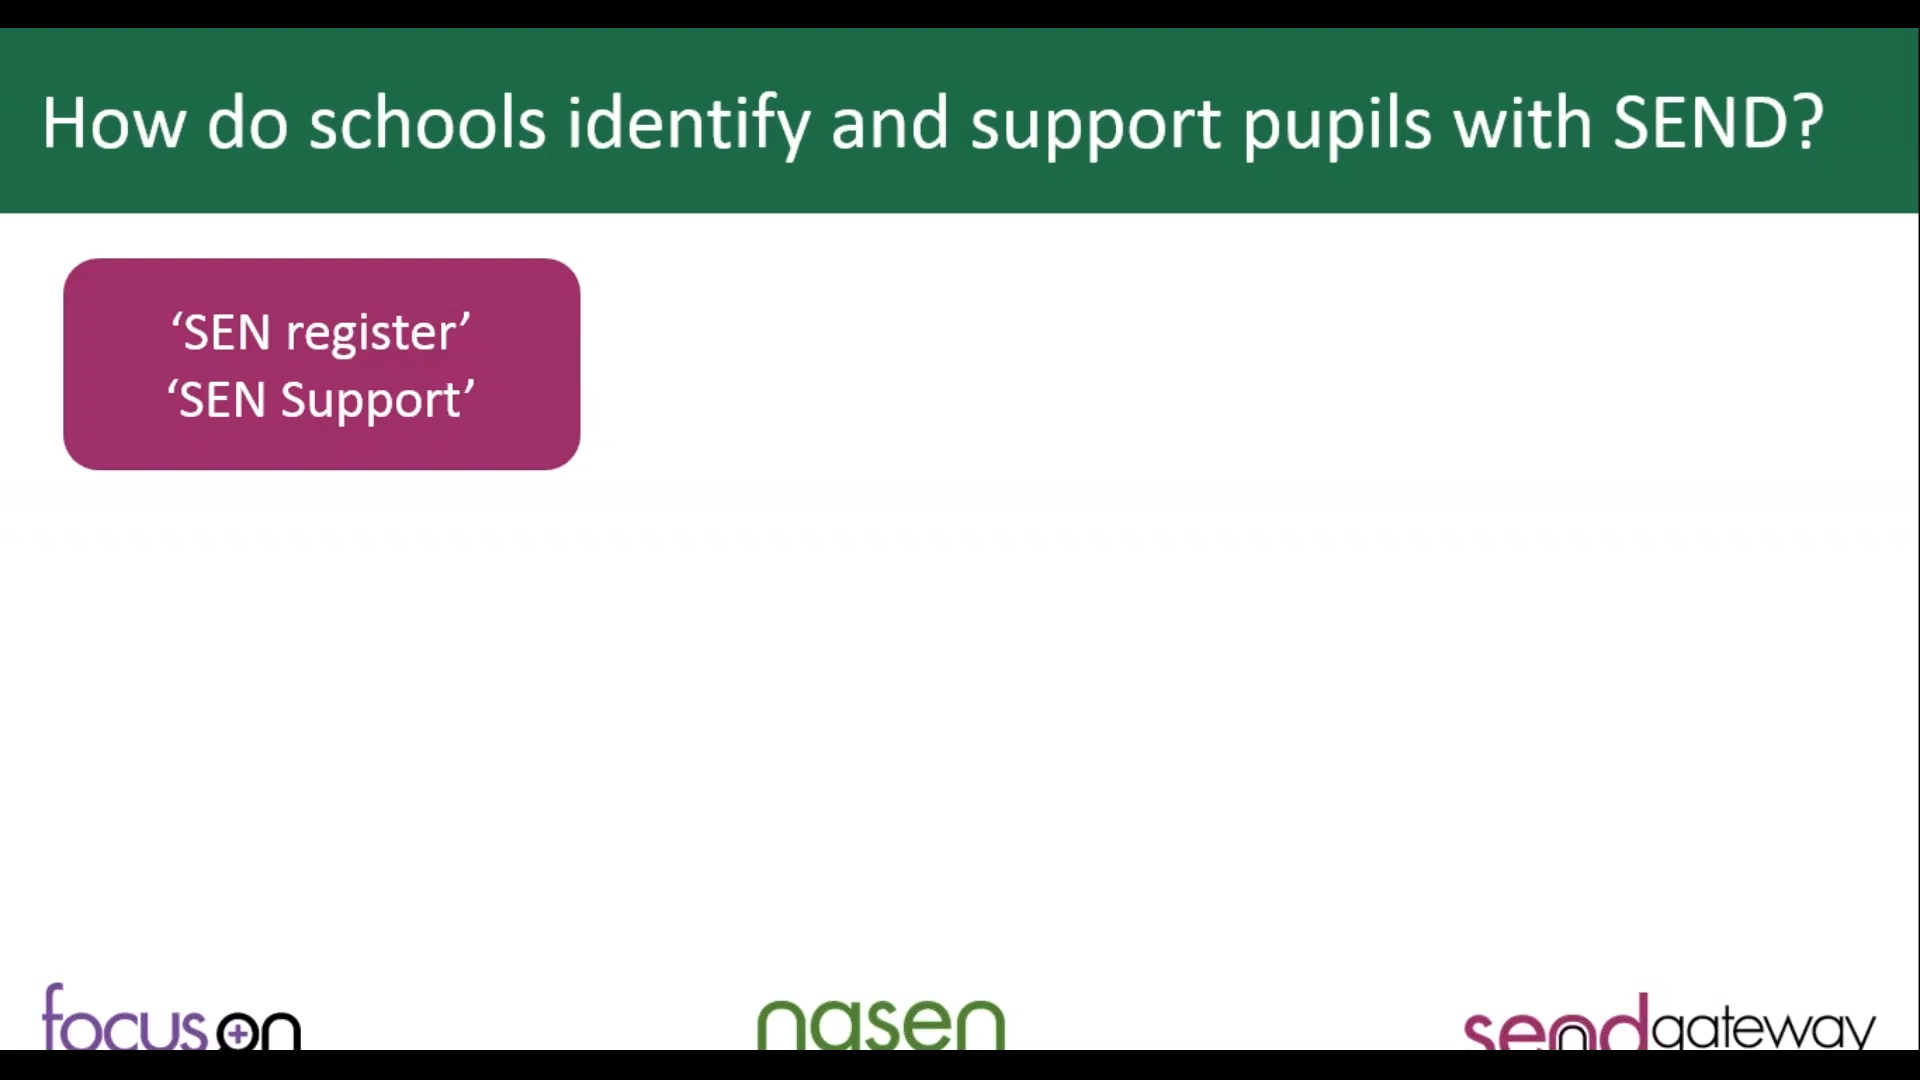 How do schools identify and support pupils with SEND?
‘SEN register’
‘SEN Support’
focus on
nasen
sendgateway